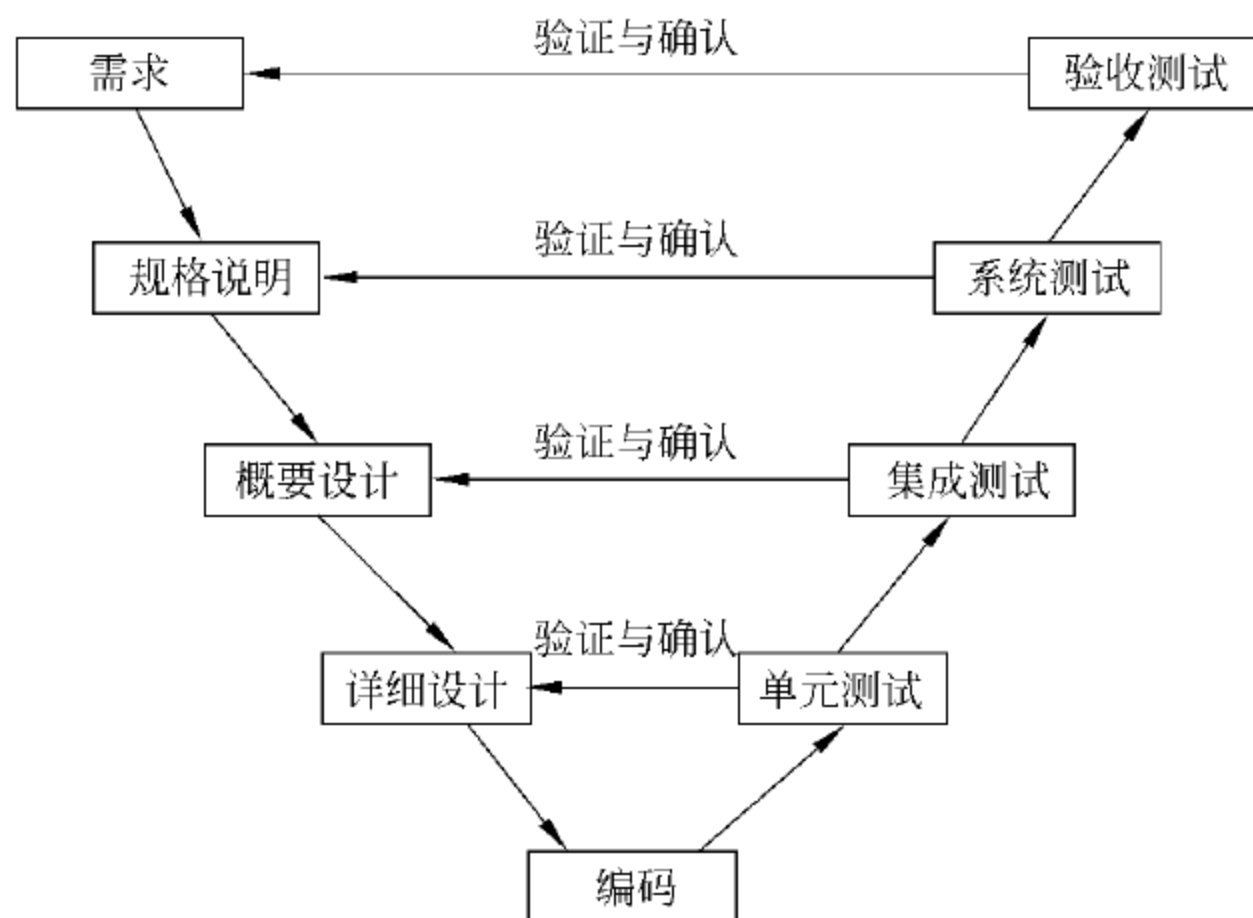 验证与确认
需求
验收测试
验证与确认
规格说明
系统测试
验证与确认
概要设计
集成测试
验证与确认
详细设计
单元测试
编码